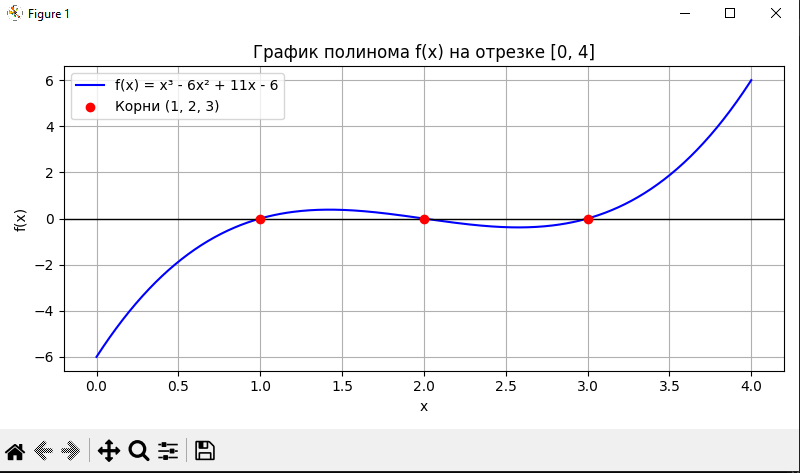 Figure 1
График полинома f(x) на отрезке [0, 4]
f(x) = x³ - 6x² + 11x - 6
Корни (1, 2, 3)
6
4
2
0
−2
−4
−6
f(x)
0.0 0.5 1.0 1.5 2.0 2.5 3.0 3.5 4.0
x